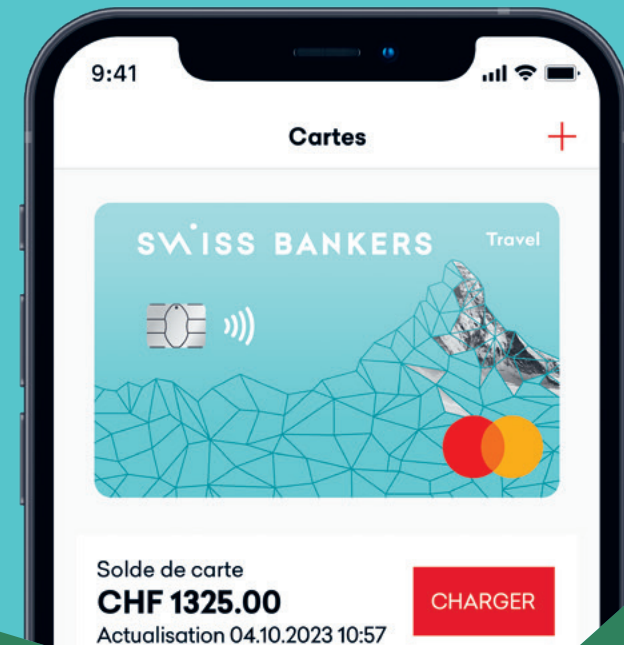 9:41
Cartes
SWISS BANKERS
Travel
Solde de carte
CHF 1325.00
CHARGER
Actualisation 04.10.2023 10:57